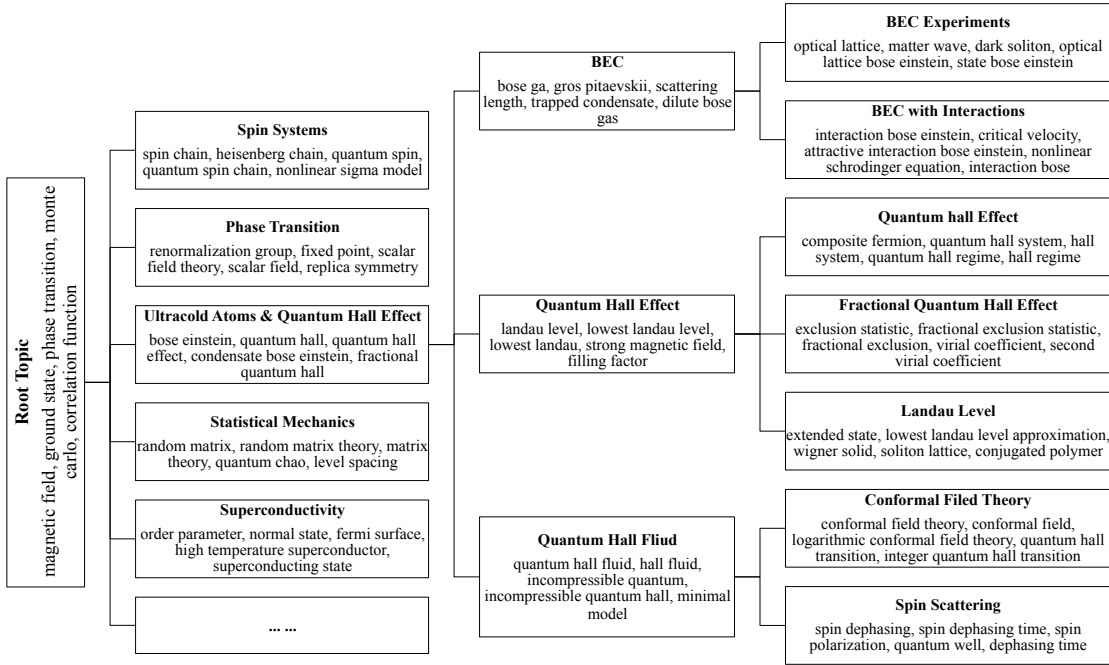 Root Topic
magnetic field, ground state, phase transition, monte
carlo, correlation function
Spin Systems
spin chain, heisenberg chain, quantum spin,
quantum spin chain, nonlinear sigma model
Phase Transition
renormalization group, fixed point, scalar
field theory, scalar field, replica symmetry
Ultracold Atoms & Quantum Hall Effect
bose einstein, quantum hall, quantum hall
effect, condensate bose einstein, fractional
quantum hall
Statistical Mechanics
random matrix, random matrix theory, matrix
theory, quantum chao, level spacing
Superconductivity
order parameter, normal state, fermi surface,
high temperature superconductor,
superconducting state
... ...
BEC
bose ga, gros pitaevskii, scattering
length, trapped condensate, dilute bose
gas
Quantum Hall Effect
landau level, lowest landau level,
lowest landau, strong magnetic field,
filling factor
Quantum Hall Fliud
quantum hall fluid, hall fluid,
incompressible quantum,
incompressible quantum hall, minimal
model
BEC Experiments
optical lattice, matter wave, dark soliton, optical
lattice bose einstein, state bose einstein
BEC with Interactions
interaction bose einstein, critical velocity,
attractive interaction bose einstein, nonlinear
schrodinger equation, interaction bose
Quantum hall Effect
composite fermion, quantum hall system, hall
system, quantum hall regime, hall regime
Fractional Quantum Hall Effect
exclusion statistic, fractional exclusion statistic,
fractional exclusion, virial coefficient, second
virial coefficient
Landau Level
extended state, lowest landau level approximation,
wigner solid, soliton lattice, conjugated polymer
Conformal Filed Theory
conformal field theory, conformal field,
logarithmic conformal field theory, quantum hall
transition, integer quantum hall transition
Spin Scattering
spin dephasing, spin dephasing time, spin
polarization, quantum well, dephasing time